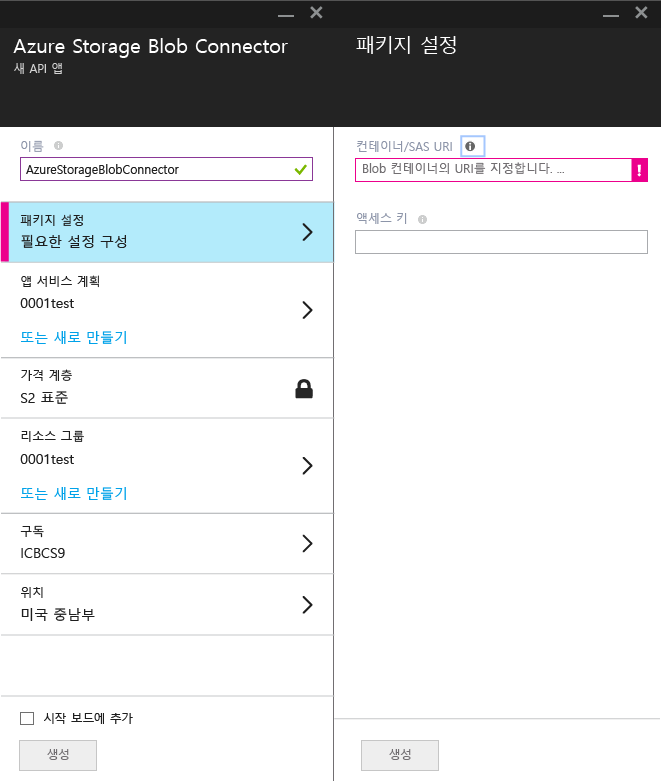 Azure Storage Blob Connector
새 API 앱
이름
AzureStorageBlobConnector
패키지 설정
필요한 설정 구성
앱 서비스 계획
0001test
또는 새로 만들기
가격 계층
S2 표준
리소스 그룹
0001test
또는 새로 만들기
구독
ICBCS9
위치
미국 중남부
시작 보드에 추가
생성
패키지 설정
컨테이너/SAS URI
Blob 컨테이너의 URI를 지정합니다. ...
액세스 키
생성